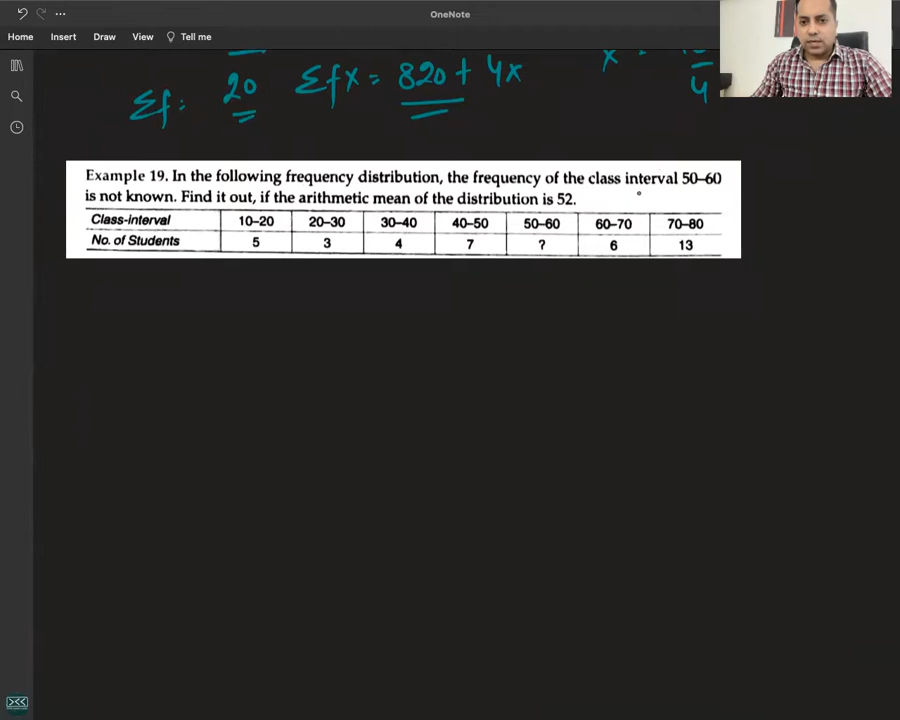 OneNote
Home Insert Draw View Tell me
Σf = 20 Σfx = 820 + 4x
4
Example 19. In the following frequency distribution, the frequency of the class interval 50–60
is not known. Find it out, if the arithmetic mean of the distribution is 52.
Class-interval 10–20 20–30 30–40 40–50 50–60 60–70 70–80
No. of Students 5 3 4 7 ? 6 13